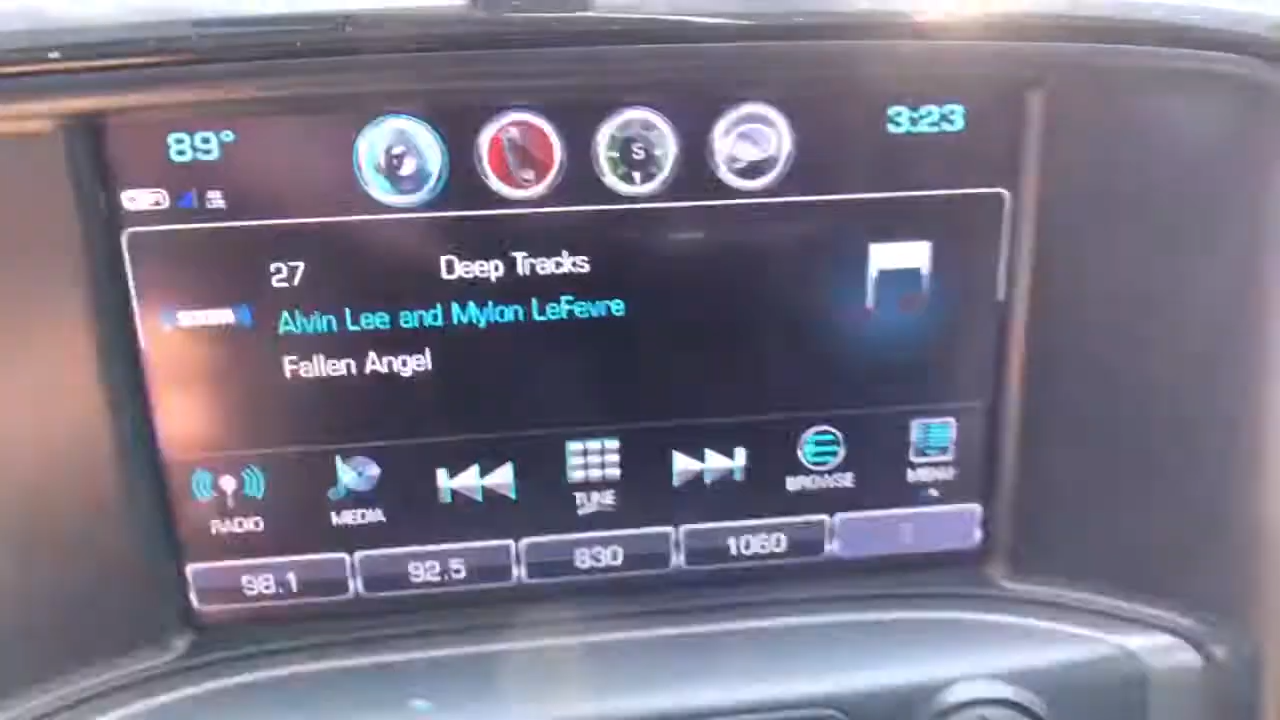 89°
3:23
S
27
Deep Tracks
Alvin Lee and Mylon LeFevre
Fallen Angel
RADIO
MEDIA
TUNE
BROWSE
MENU
98.1
92.5
830
1060